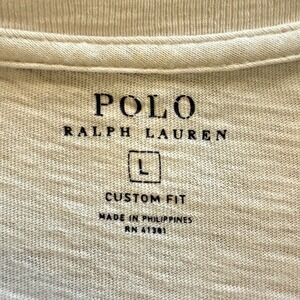 POLO
RALPH LAUREN
L
CUSTOM FIT
MADE IN PHILIPPINES
RN 41381